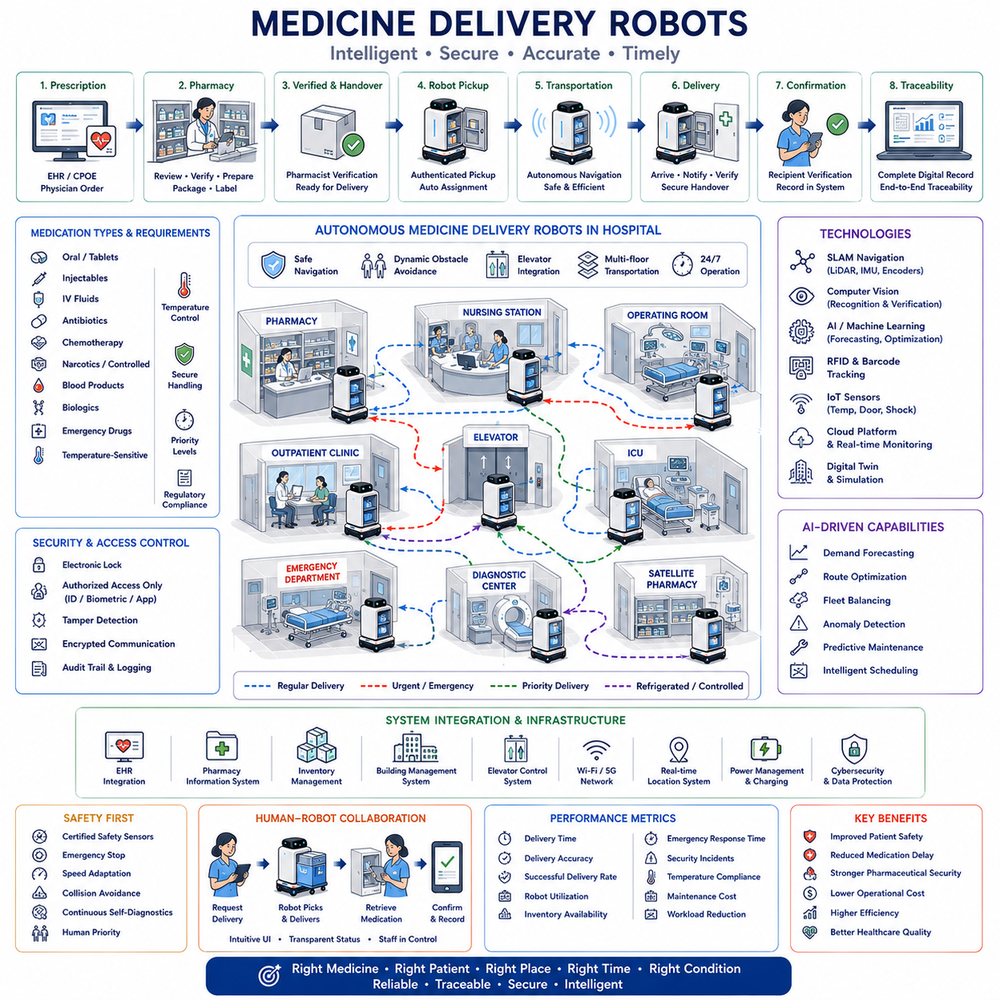 MEDICINE DELIVERY ROBOTS
Intelligent • Secure • Accurate • Timely
1. Prescription
EHR / CPOE
Physician Order
2. Pharmacy
Review • Verify • Prepare
Package • Label
3. Verified & Handover
Pharmacist Verification
Ready for Delivery
4. Robot Pickup
Authenticated Pickup
Auto Assignment
5. Transportation
Autonomous Navigation
Safe & Efficient
6. Delivery
Arrive • Notify • Verify
Secure Handover
7. Confirmation
Recipient Verification
Record in System
8. Traceability
Complete Digital Record
End-to-End Traceability
MEDICATION TYPES & REQUIREMENTS
Oral / Tablets
Injectables
IV Fluids
Antibiotics
Chemotherapy
Narcotics / Controlled
Blood Products
Biologics
Emergency Drugs
Temperature-Sensitive
Temperature
Control
Secure
Handling
Priority
Levels
Regulatory
Compliance
SECURITY & ACCESS CONTROL
Electronic Lock
Authorized Access Only
(ID / Biometric / App)
Tamper Detection
Encrypted Communication
Audit Trail & Logging
AUTONOMOUS MEDICINE DELIVERY ROBOTS IN HOSPITAL
Safe
Navigation
Dynamic Obstacle
Avoidance
Elevator
Integration
Multi-floor
Transportation
24/7
Operation
PHARMACY
NURSING STATION
OPERATING ROOM
OUTPATIENT CLINIC
ELEVATOR
ICU
EMERGENCY
DEPARTMENT
DIAGNOSTIC
CENTER
SATELLITE
PHARMACY
Regular Delivery
Urgent / Emergency
Priority Delivery
Refrigerated / Controlled
TECHNOLOGIES
SLAM Navigation
(LiDAR, IMU, Encoders)
Computer Vision
(Recognition & Verification)
AI / Machine Learning
(Forecasting, Optimization)
RFID & Barcode
Tracking
IoT Sensors
(Temp, Door, Shock)
Cloud Platform
& Real-time Monitoring
Digital Twin
& Simulation
AI-DRIVEN CAPABILITIES
Demand Forecasting
Route Optimization
Fleet Balancing
Anomaly Detection
Predictive Maintenance
Intelligent Scheduling
SYSTEM INTEGRATION & INFRASTRUCTURE
EHR
Integration
Pharmacy
Information System
Inventory
Management
Building Management
System
Elevator Control
System
Wi-Fi / 5G
Network
Real-time
Location System
Power Management
& Charging
Cybersecurity
& Data Protection
SAFETY FIRST
Certified Safety Sensors
Emergency Stop
Speed Adaptation
Collision Avoidance
Continuous Self-Diagnostics
Human Priority
HUMAN–ROBOT COLLABORATION
Request
Delivery
Robot Picks
& Delivers
Retrieve
Medication
Confirm
& Record
Intuitive UI • Transparent Status • Staff in Control
PERFORMANCE METRICS
Delivery Time
Delivery Accuracy
Successful Delivery Rate
Robot Utilization
Inventory Availability
Emergency Response Time
Security Incidents
Temperature Compliance
Maintenance Cost
Workload Reduction
KEY BENEFITS
Improved Patient Safety
Reduced Medication Delay
Stronger Pharmaceutical Security
Lower Operational Cost
Higher Efficiency
Better Healthcare Quality
Right Medicine • Right Patient • Right Place • Right Time • Right Condition
Reliable • Traceable • Secure • Intelligent